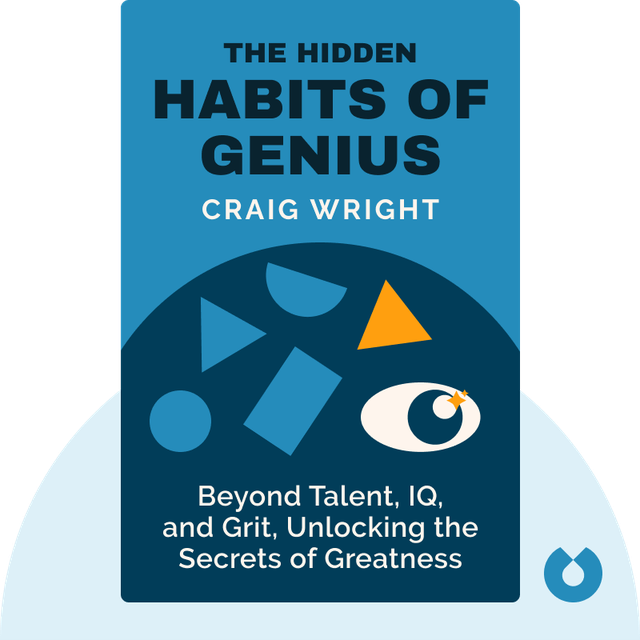 THE HIDDEN
HABITS OF
GENIUS
CRAIG WRIGHT
Beyond Talent, IQ,
and Grit, Unlocking the
Secrets of Greatness